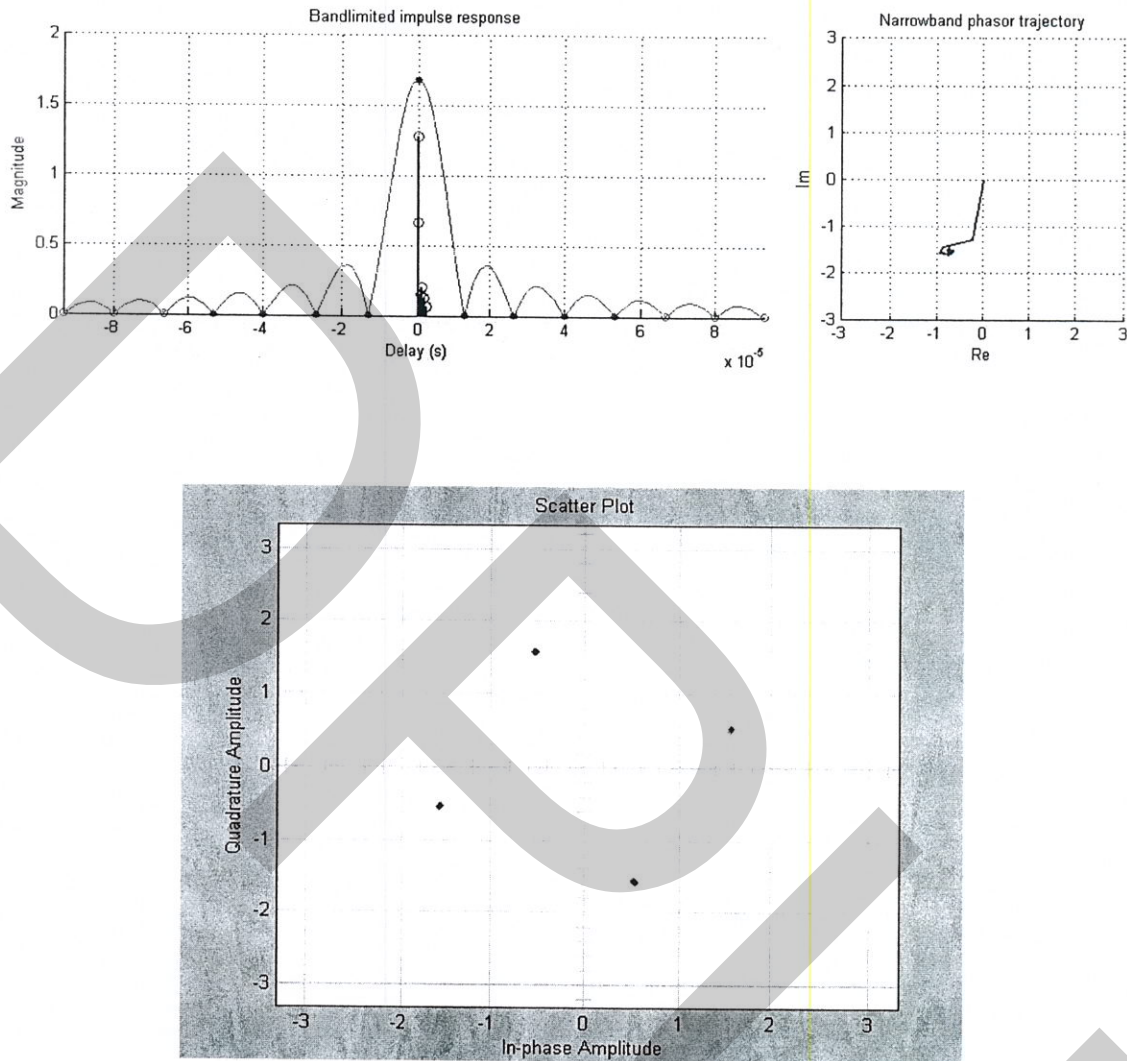 Bandlimited impulse response
2
1.5
1
0.5
0
Magnitude
-8 -6 -4 -2 0 2 4 6 8
Delay (s)
x 10^-5
Narrowband phasor trajectory
3
2
1
0
-1
-2
-3
Im
-3 -2 -1 0 1 2 3
Re
Scatter Plot
3
2
1
0
-1
-2
-3
Quadrature Amplitude
-3 -2 -1 0 1 2 3
In-phase Amplitude